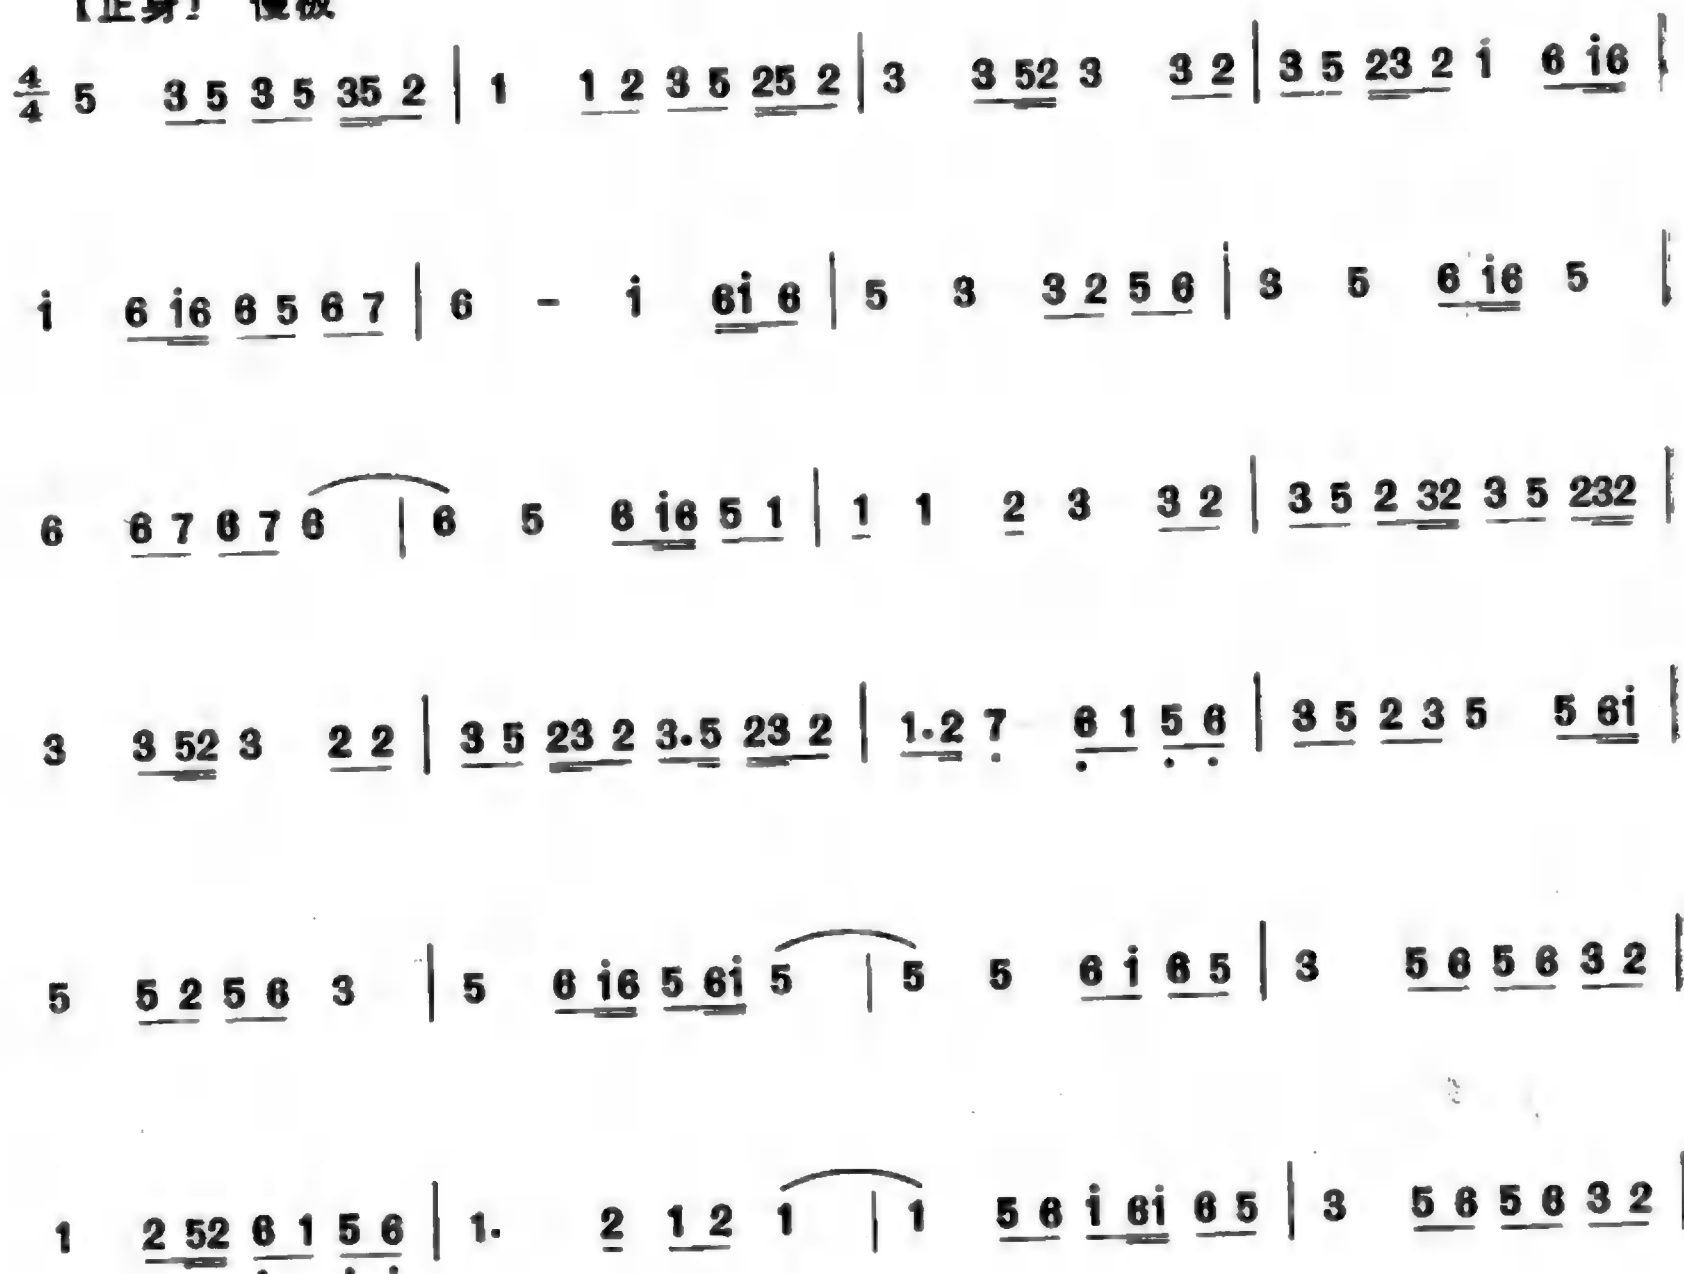 【正身】 慢板
4/4 5 3 5 3 5 35 2 | 1 1 2 3 5 25 2 | 3 3 52 3 3 2 | 3 5 23 2 i 6 i6 |
i 6 i6 6 5 6 7 | 6 - i 6i 6 | 5 3 3 2 5 6 | 3 5 6 i6 5 |
6 6 7 6 7 6 | 6 5 6 i6 5 1 | 1 1 2 3 3 2 | 3 5 2 32 3 5 232 |
3 3 52 3 2 2 | 3 5 23 2 3.5 23 2 | 1.2 7̣ 6̣ 1 5̣ 6̣ | 3 5 2 3 5 5 6i |
5 5 2 5 6 3 | 5 6 i6 5 6i 5 | 5 5 6 i 6 5 | 3 5 6 5 6 3 2 |
1 2 52 6̣ 1 5̣ 6̣ | 1. 2 1 2 1 | 1 5 6 i 6i 6 5 | 3 5 6 5 6 3 2 |